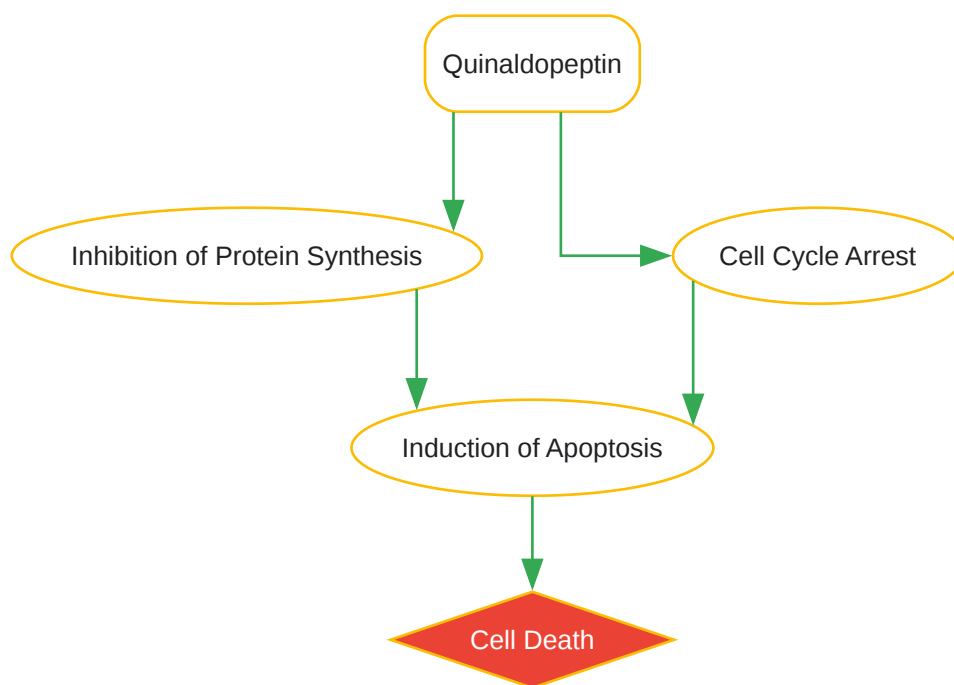 Quinaldopeptin
Inhibition of Protein Synthesis
Cell Cycle Arrest
Induction of Apoptosis
Cell Death